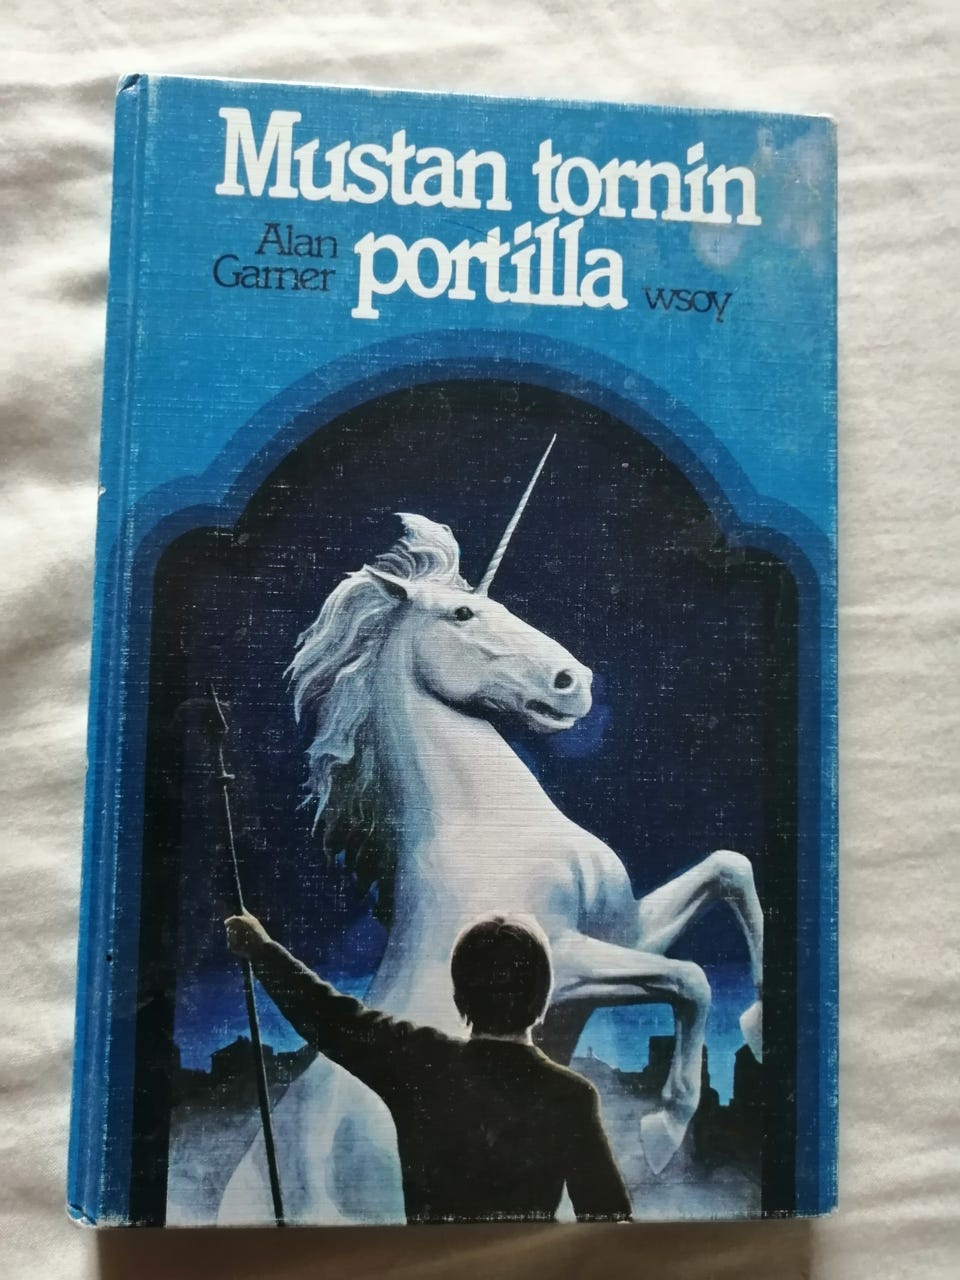 Mustan tornin
portilla
Alan
Garner
wsoy